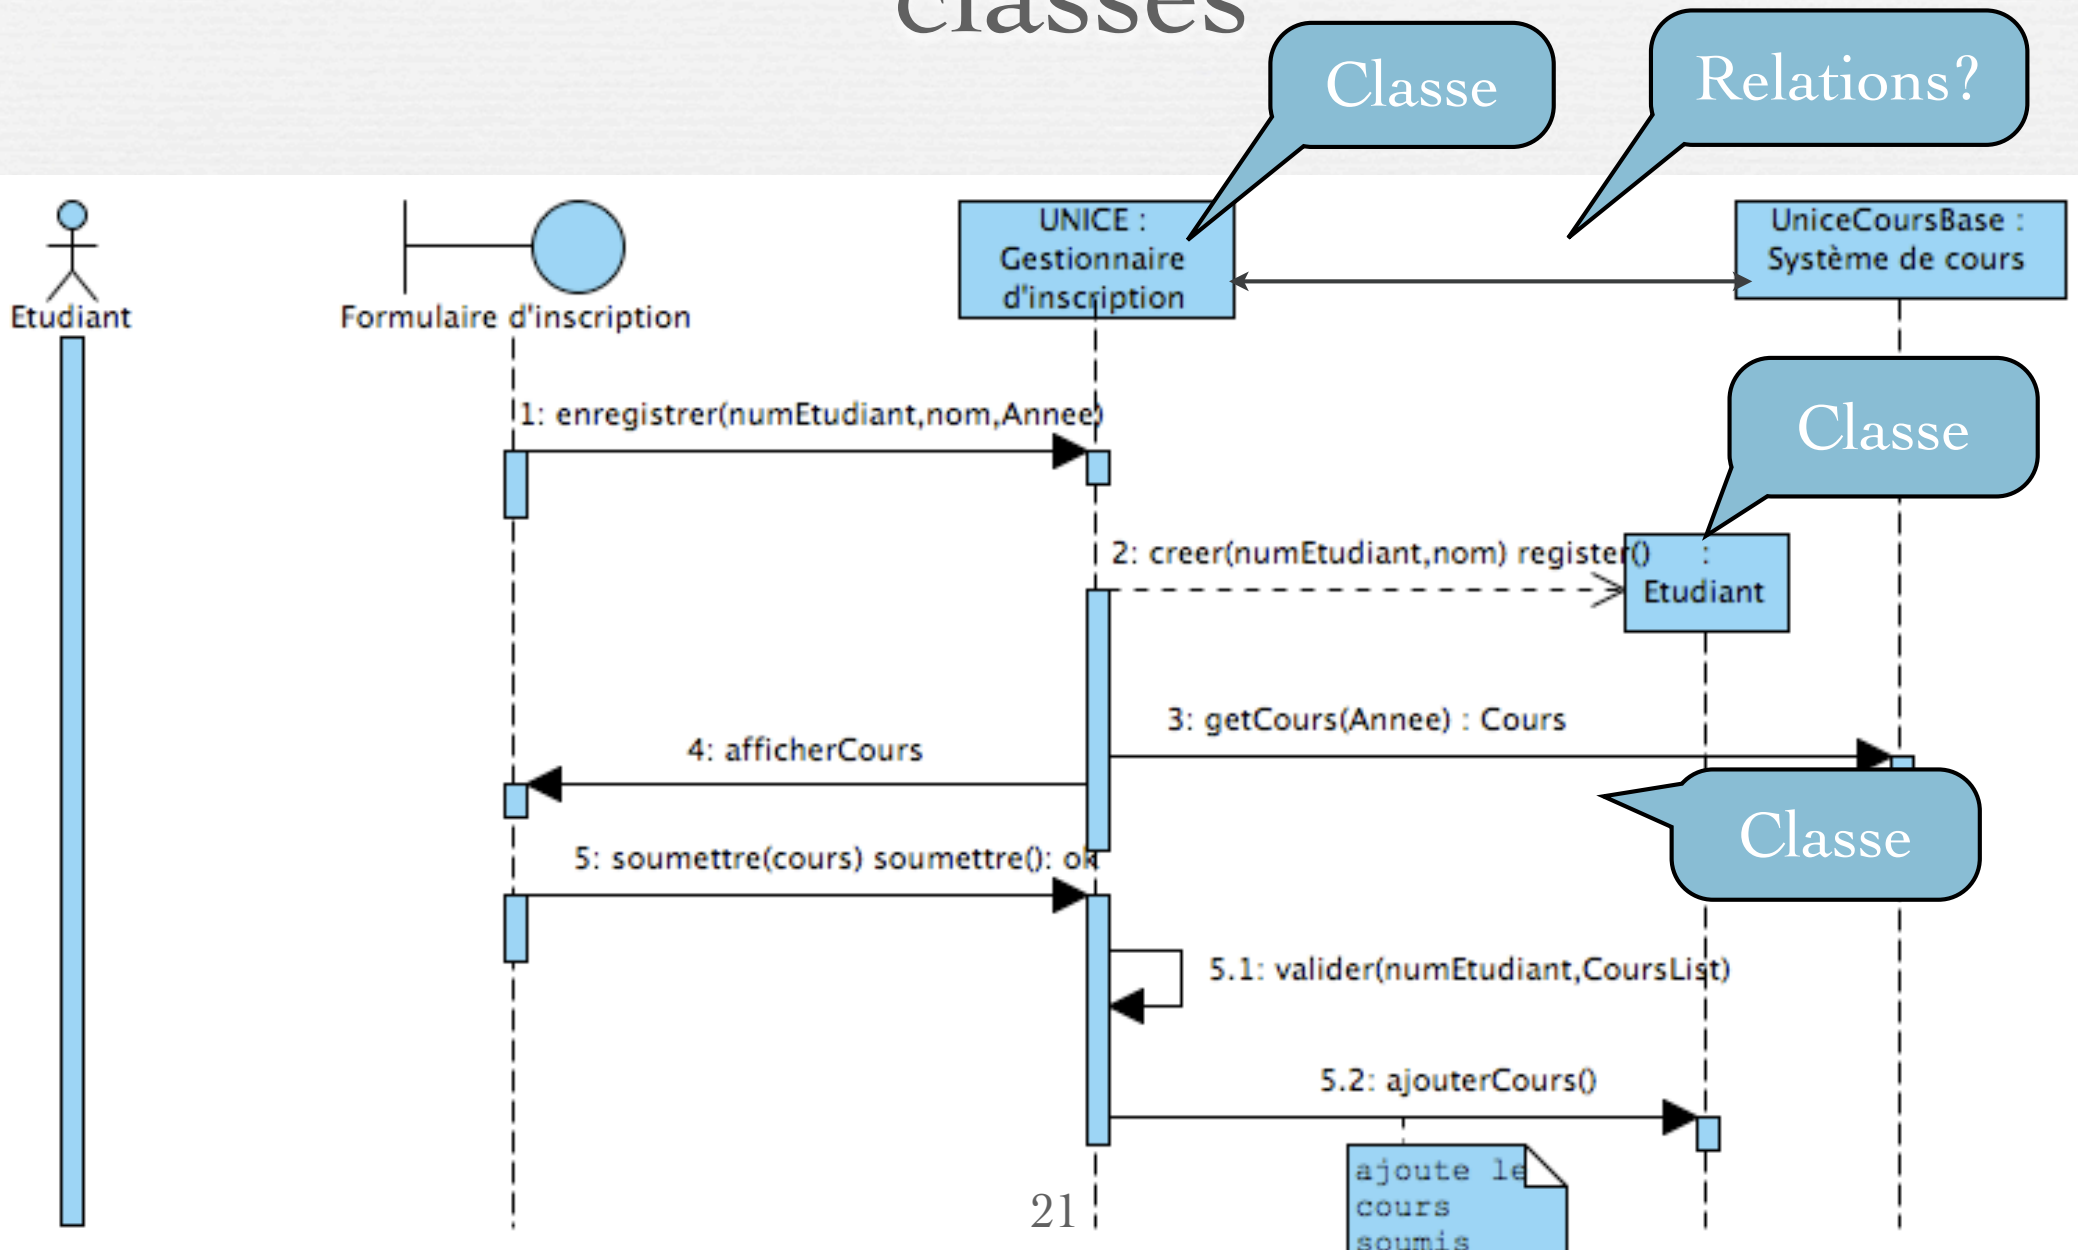 classes
Classe
Relations?
UNICE :
Gestionnaire
d'inscription
UniceCoursBase :
Système de cours
Etudiant
Formulaire d'inscription
1: enregistrer(numEtudiant,nom,Annee)
Classe
2: creer(numEtudiant,nom) register()
:
Etudiant
3: getCours(Annee) : Cours
4: afficherCours
Classe
5: soumettre(cours) soumettre(): ok
5.1: valider(numEtudiant,CoursList)
5.2: ajouterCours()
ajoute le
cours
soumis
21